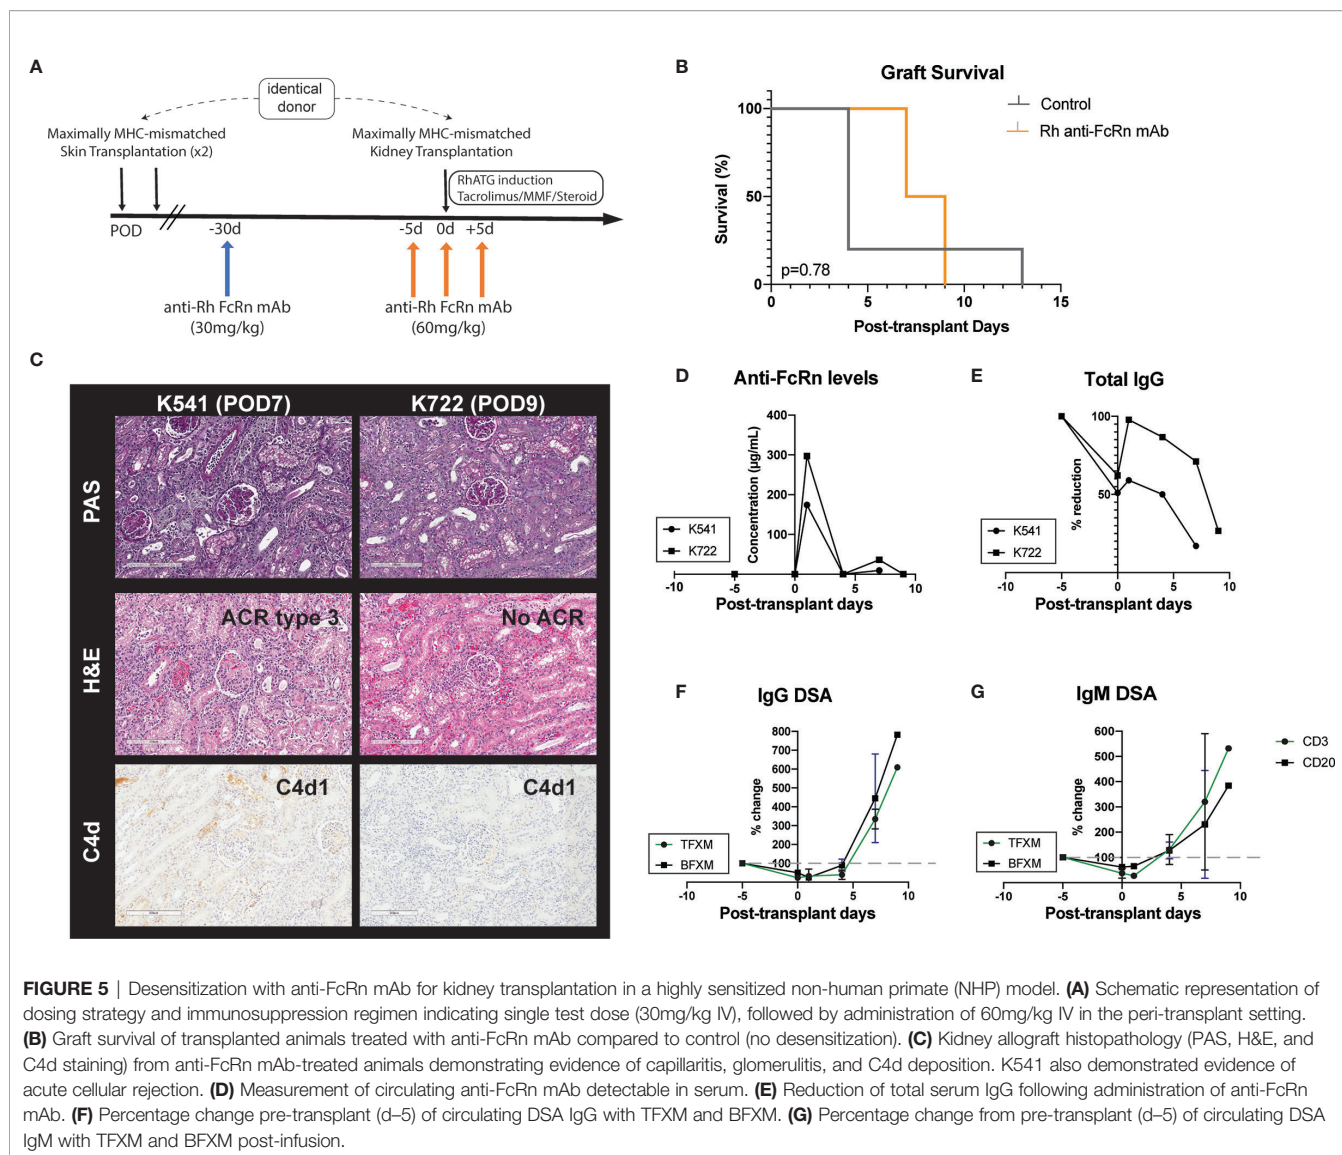 A
identical
donor
Maximally MHC-mismatched
Skin Transplantation (x2)
Maximally MHC-mismatched
Kidney Transplantation
RhATG induction
Tacrolimus/MMF/Steroid
POD
-30d
-5d
0d
+5d
anti-Rh FcRn mAb
(30mg/kg)
anti-Rh FcRn mAb
(60mg/kg)
B
Graft Survival
Control
Rh anti-FcRn mAb
Survival (%)
100
50
0
p=0.78
0
5
10
15
Post-transplant Days
C
K541 (POD7)
K722 (POD9)
PAS
H&E
ACR type 3
No ACR
C4d
C4d1
C4d1
D
Anti-FcRn levels
Concentration (µg/mL)
400
300
200
100
K541
K722
-10
-5
0
5
10
Post-transplant days
E
Total IgG
% reduction
100
50
K541
K722
-10
-5
0
5
10
Post-transplant days
F
IgG DSA
% change
800
700
600
500
400
300
200
100
TFXM
BFXM
-10
-5
0
5
10
Post-transplant days
G
IgM DSA
% change
600
500
400
300
200
100
TFXM
BFXM
CD3
CD20
-10
-5
0
5
10
Post-transplant days
FIGURE 5 | Desensitization with anti-FcRn mAb for kidney transplantation in a highly sensitized non-human primate (NHP) model. (A) Schematic representation of
dosing strategy and immunosuppression regimen indicating single test dose (30mg/kg IV), followed by administration of 60mg/kg IV in the peri-transplant setting.
(B) Graft survival of transplanted animals treated with anti-FcRn mAb compared to control (no desensitization). (C) Kidney allograft histopathology (PAS, H&E, and
C4d staining) from anti-FcRn mAb-treated animals demonstrating evidence of capillaritis, glomerulitis, and C4d deposition. K541 also demonstrated evidence of
acute cellular rejection. (D) Measurement of circulating anti-FcRn mAb detectable in serum. (E) Reduction of total serum IgG following administration of anti-FcRn
mAb. (F) Percentage change pre-transplant (d–5) of circulating DSA IgG with TFXM and BFXM. (G) Percentage change from pre-transplant (d–5) of circulating DSA
IgM with TFXM and BFXM post-infusion.